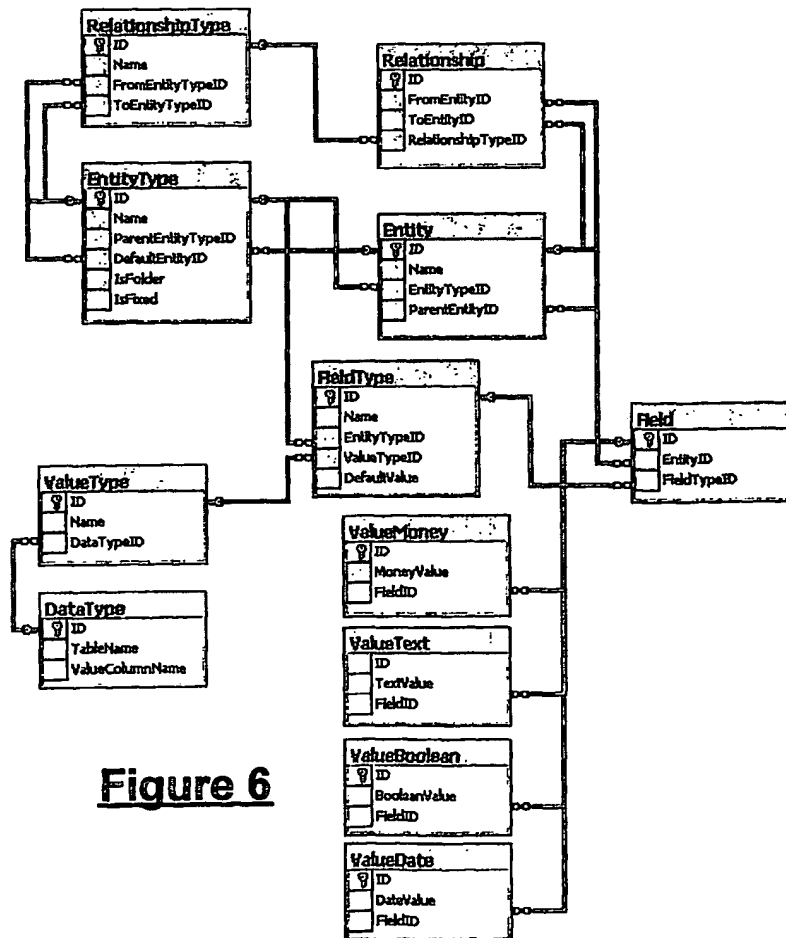 RelationshipType
ID
Name
FromEntityTypeID
ToEntityTypeID
Relationship
ID
FromEntityID
ToEntityID
RelationshipTypeID
EntityType
ID
Name
ParentEntityTypeID
DefaultEntityID
IsFolder
IsFixed
Entity
ID
Name
EntityTypeID
ParentEntityID
FieldType
ID
Name
EntityTypeID
ValueTypeID
DefaultValue
Field
ID
EntityID
FieldTypeID
ValueType
ID
Name
DataTypeID
DataType
ID
TableName
ValueColumnName
ValueMoney
ID
MoneyValue
FieldID
ValueText
ID
TextValue
FieldID
ValueBoolean
ID
BooleanValue
FieldID
ValueDate
ID
DateValue
FieldID
Figure 6